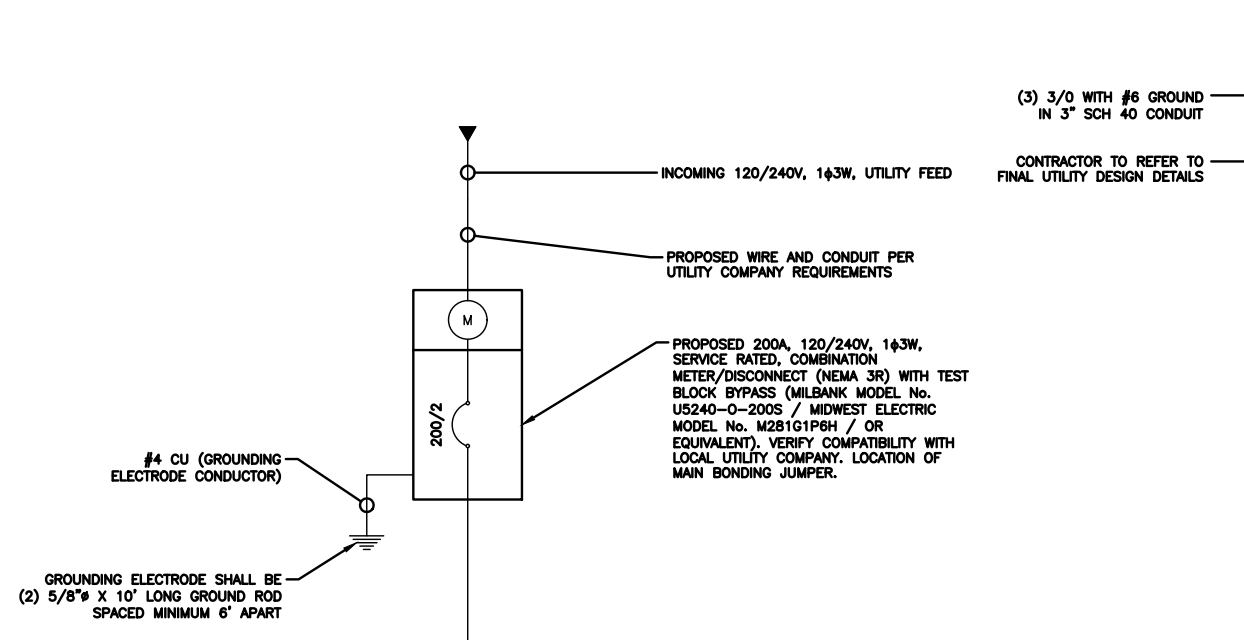 (3) 3/0 WITH #6 GROUND
IN 3" SCH 40 CONDUIT
CONTRACTOR TO REFER TO
FINAL UTILITY DESIGN DETAILS
INCOMING 120/240V, 1ϕ3W, UTILITY FEED
PROPOSED WIRE AND CONDUIT PER
UTILITY COMPANY REQUIREMENTS
M
PROPOSED 200A, 120/240V, 1ϕ3W,
SERVICE RATED, COMBINATION
METER/DISCONNECT (NEMA 3R) WITH TEST
BLOCK BYPASS (MILBANK MODEL No.
U5240-O-200S / MIDWEST ELECTRIC
MODEL No. M281G1P6H / OR
EQUIVALENT). VERIFY COMPATIBILITY WITH
LOCAL UTILITY COMPANY. LOCATION OF
MAIN BONDING JUMPER.
200/2
#4 CU (GROUNDING
ELECTRODE CONDUCTOR)
GROUNDING ELECTRODE SHALL BE
(2) 5/8"ø X 10' LONG GROUND ROD
SPACED MINIMUM 6' APART